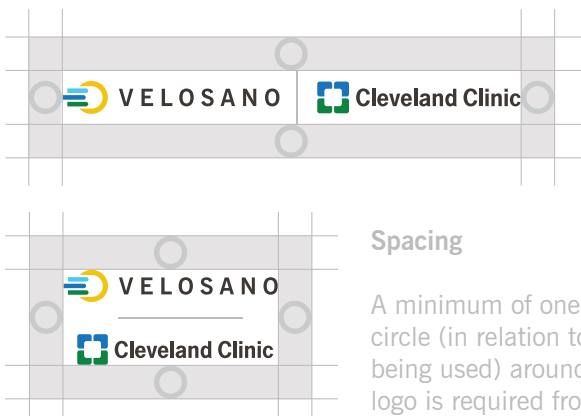 VELOSANO
Cleveland Clinic
VELOSANO
Cleveland Clinic
Spacing
A minimum of one
circle (in relation to
being used) around
logo is required from